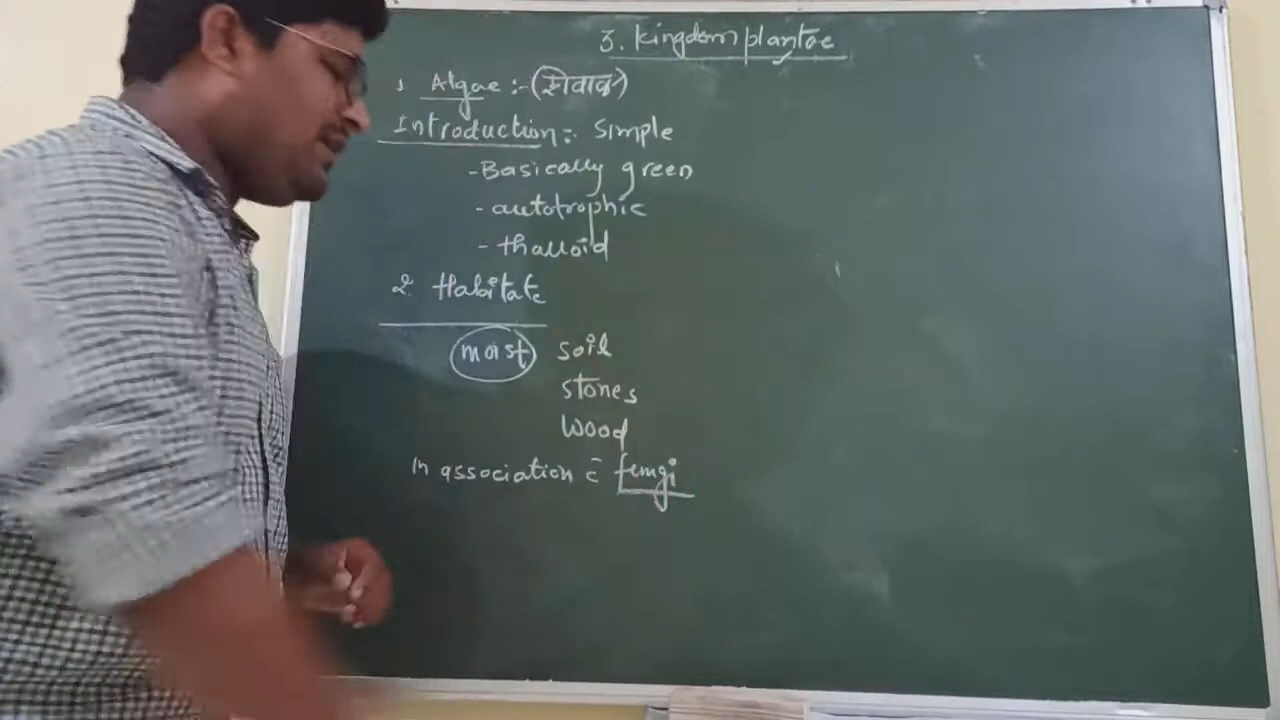 3. Kingdom plantae
1 Algae :- (शेवाळ)
Introduction :- Simple
- Basically green
- autotrophic
- thalloid
2. Habitate
moist soil
stones
wood
In association c̄ fungi